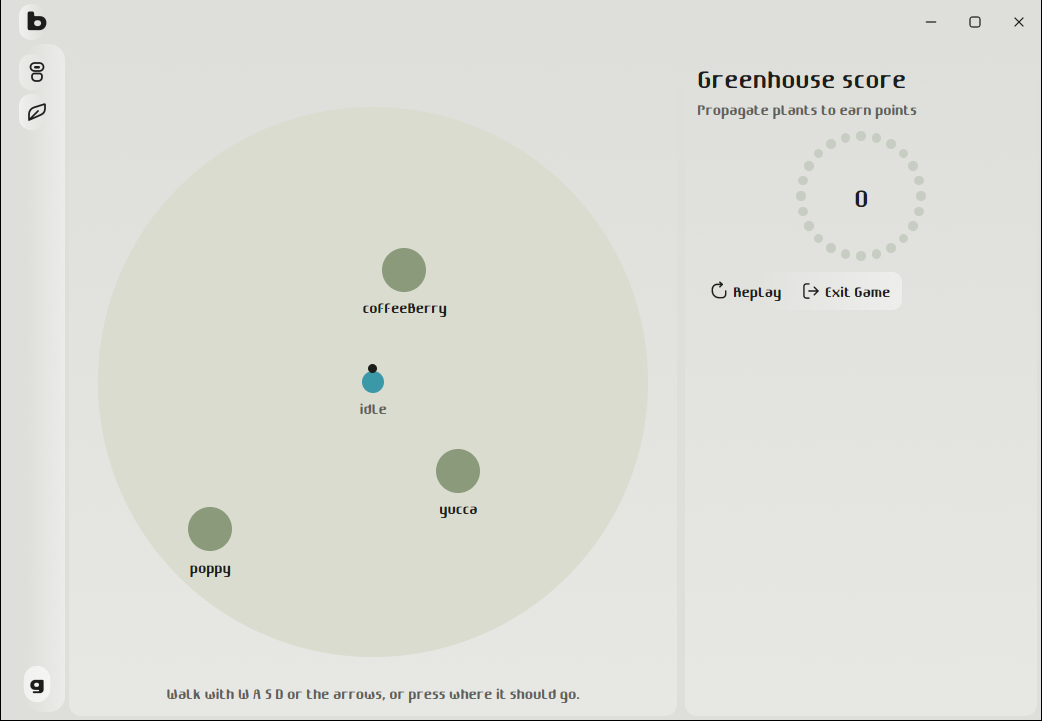 b
Greenhouse score
Propagate plants to earn points
0
Replay
Exit Game
coffeeBerry
idle
yucca
poppy
Walk with W A S D or the arrows, or press where it should go.
g